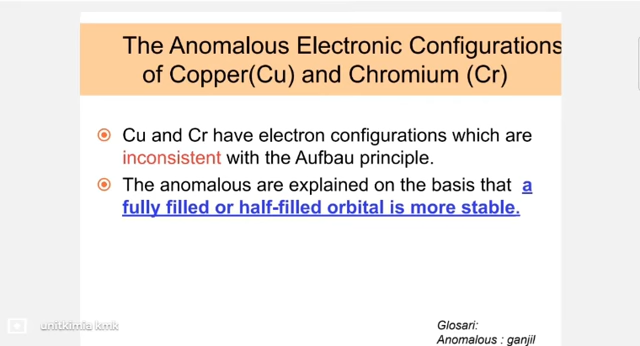 The Anomalous Electronic Configurations
of Copper(Cu) and Chromium (Cr)
Cu and Cr have electron configurations which are
inconsistent with the Aufbau principle.
The anomalous are explained on the basis that a
fully filled or half-filled orbital is more stable.
unitkimia kmk
Glosari:
Anomalous : ganjil